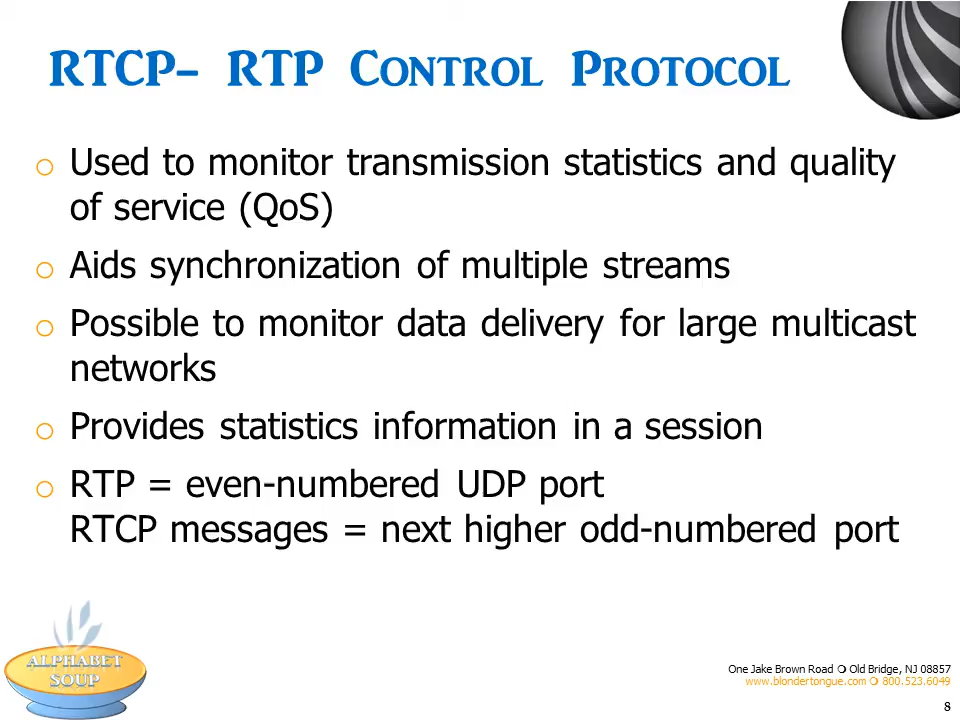 RTCP– RTP CONTROL PROTOCOL
o Used to monitor transmission statistics and quality
of service (QoS)
o Aids synchronization of multiple streams
o Possible to monitor data delivery for large multicast
networks
o Provides statistics information in a session
o RTP = even-numbered UDP port
RTCP messages = next higher odd-numbered port
ALPHABET
SOUP
One Jake Brown Road ❍ Old Bridge, NJ 08857
www.blondertongue.com ❍ 800.523.6049
8